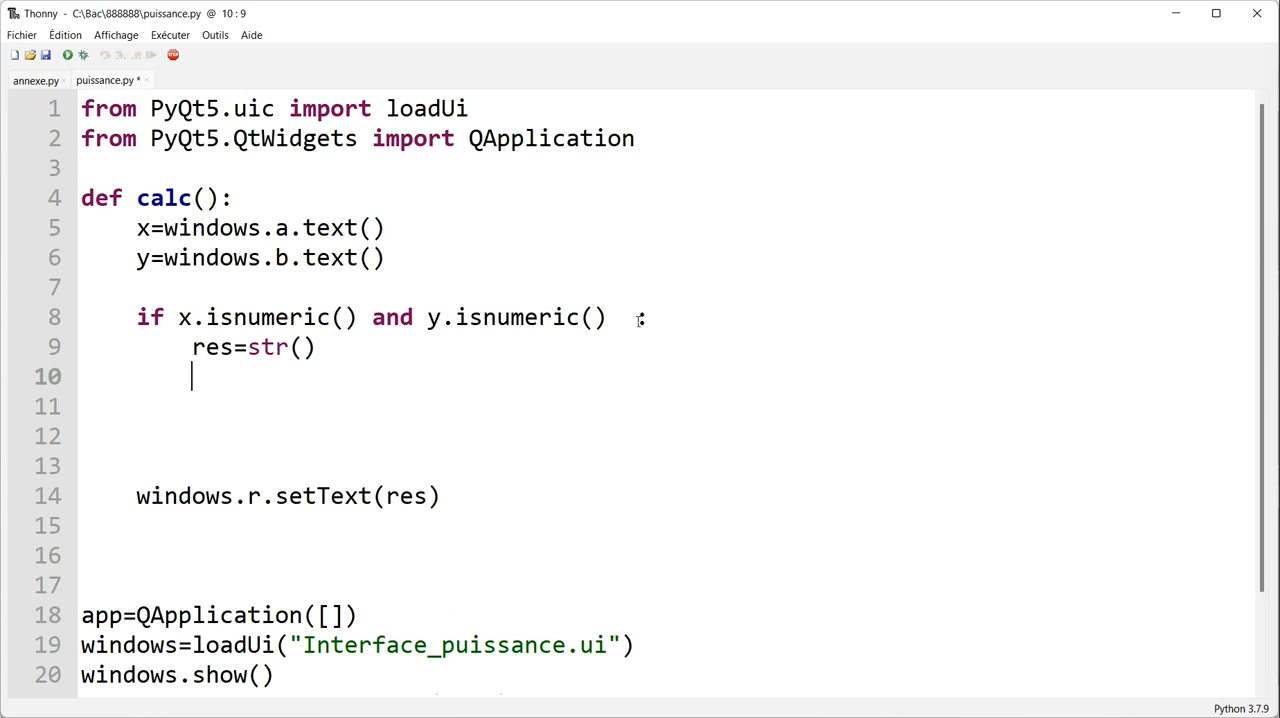 Thonny - C:\Bac\888888\puissance.py @ 10 : 9
Fichier Édition Affichage Exécuter Outils Aide
annexe.py × puissance.py * ×
1 from PyQt5.uic import loadUi
2 from PyQt5.QtWidgets import QApplication
3
4 def calc():
5     x=windows.a.text()
6     y=windows.b.text()
7
8     if x.isnumeric() and y.isnumeric()  :
9         res=str()
10
11
12
13
14     windows.r.setText(res)
15
16
17
18 app=QApplication([])
19 windows=loadUi("Interface_puissance.ui")
20 windows.show()
Python 3.7.9